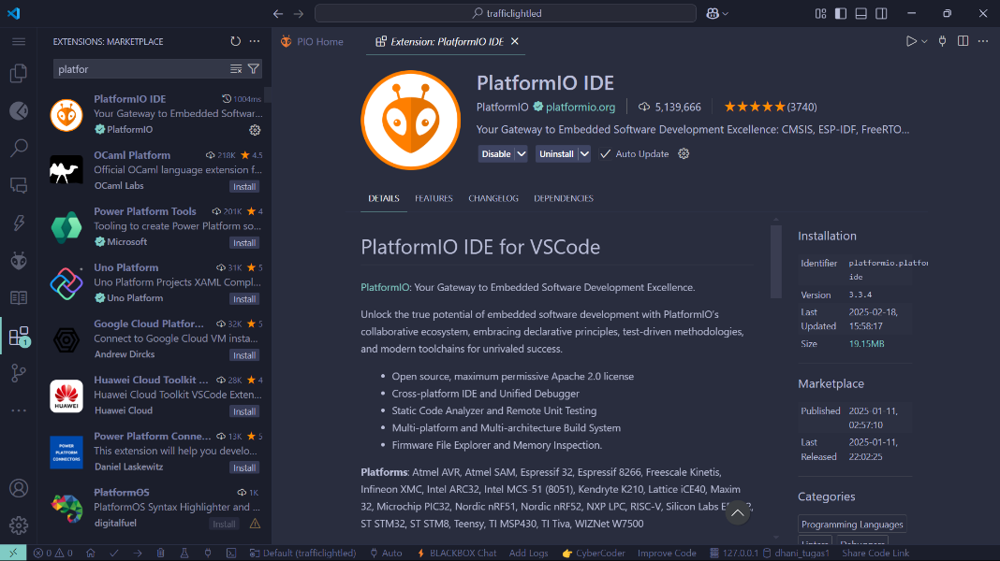 trafficlightled
EXTENSIONS: MARKETPLACE
platfor
PlatformIO IDE 1004ms
Your Gateway to Embedded Softwar...
PlatformIO
OCaml Platform 218K 4.5
Official OCaml language extension f...
OCaml Labs Install
Power Platform Tools 201K 4
Tooling to create Power Platform so...
Microsoft Install
Uno Platform 31K 5
Uno Platform Projects XAML Compl...
Uno Platform Install
Google Cloud Platfor... 32K 5
Connect to Google Cloud VM insta...
Andrew Dircks Install
HUAWEI
Huawei Cloud Toolkit ... 28K 4
Huawei Cloud Toolkit VSCode Exten...
Huawei Cloud Install
POWER
PLATFORM
CONNECTORS
Power Platform Conne... 13K 5
This extension will help you develo...
Daniel Laskewitz Install
PlatformOS 1K
PlatformOS Syntax Highlighter and ...
digitalfuel Install
1
PIO Home
Extension: PlatformIO IDE
PlatformIO IDE
PlatformIO platformio.org 5,139,666 (3740)
Your Gateway to Embedded Software Development Excellence: CMSIS, ESP-IDF, FreeRTO...
Disable Uninstall Auto Update
DETAILS FEATURES CHANGELOG DEPENDENCIES
PlatformIO IDE for VSCode
PlatformIO: Your Gateway to Embedded Software Development Excellence.
Unlock the true potential of embedded software development with PlatformIO's
collaborative ecosystem, embracing declarative principles, test-driven methodologies,
and modern toolchains for unrivaled success.
• Open source, maximum permissive Apache 2.0 license
• Cross-platform IDE and Unified Debugger
• Static Code Analyzer and Remote Unit Testing
• Multi-platform and Multi-architecture Build System
• Firmware File Explorer and Memory Inspection.
Platforms: Atmel AVR, Atmel SAM, Espressif 32, Espressif 8266, Freescale Kinetis,
Infineon XMC, Intel ARC32, Intel MCS-51 (8051), Kendryte K210, Lattice iCE40, Maxim
32, Microchip PIC32, Nordic nRF51, Nordic nRF52, NXP LPC, RISC-V, Silicon Labs
ST STM32, ST STM8, Teensy, TI MSP430, TI Tiva, WIZNet W7500
Installation
Identifier platformio.platfor
ide
Version 3.3.4
Last 2025-02-18,
Updated 15:58:17
Size 19.15MB
Marketplace
Published 2025-01-11,
02:57:10
Last 2025-01-11,
Released 22:02:25
Categories
Programming Languages
Linters Debuggers
0 0 Default (trafficlightled) Auto BLACKBOX Chat Add Logs CyberCoder Improve Code 127.0.0.1 dhani_tugas1 Share Code Link